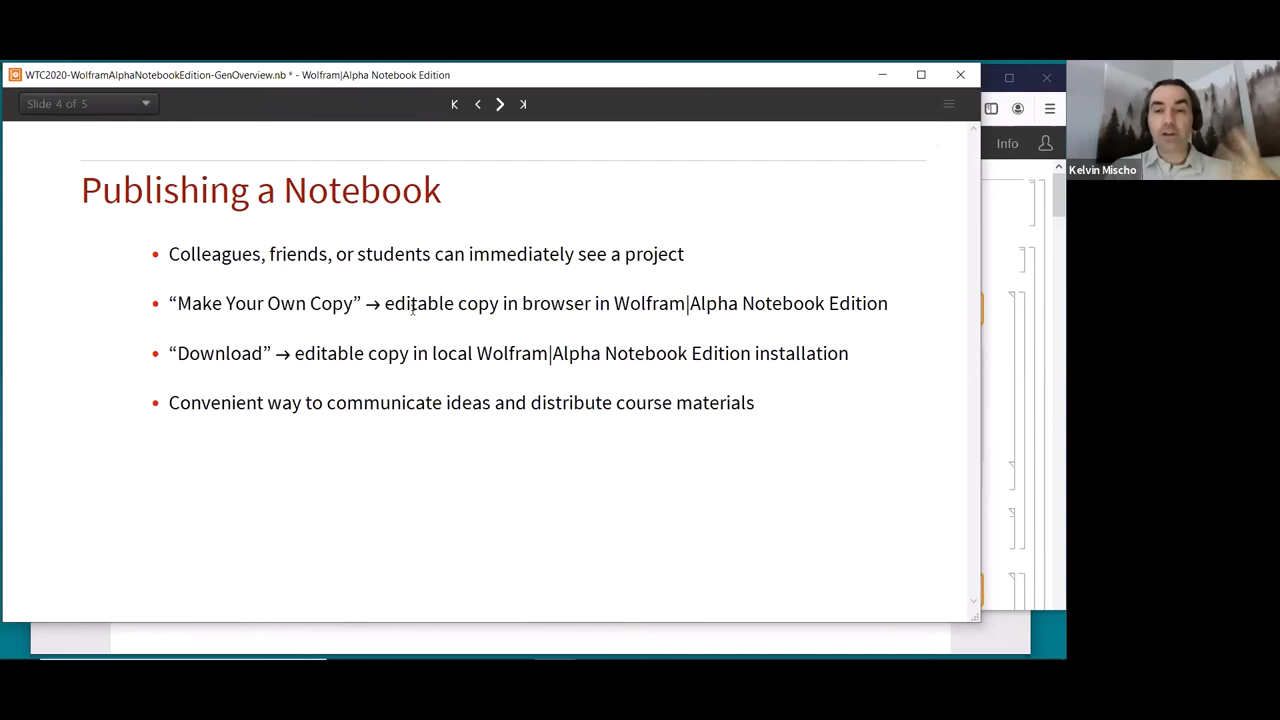 WTC2020-WolframAlphaNotebookEdition-GenOverview.nb * - Wolfram|Alpha Notebook Edition
Slide 4 of 5
Info
Kelvin Mischo
Publishing a Notebook
• Colleagues, friends, or students can immediately see a project
• “Make Your Own Copy” → editable copy in browser in Wolfram|Alpha Notebook Edition
• “Download” → editable copy in local Wolfram|Alpha Notebook Edition installation
• Convenient way to communicate ideas and distribute course materials